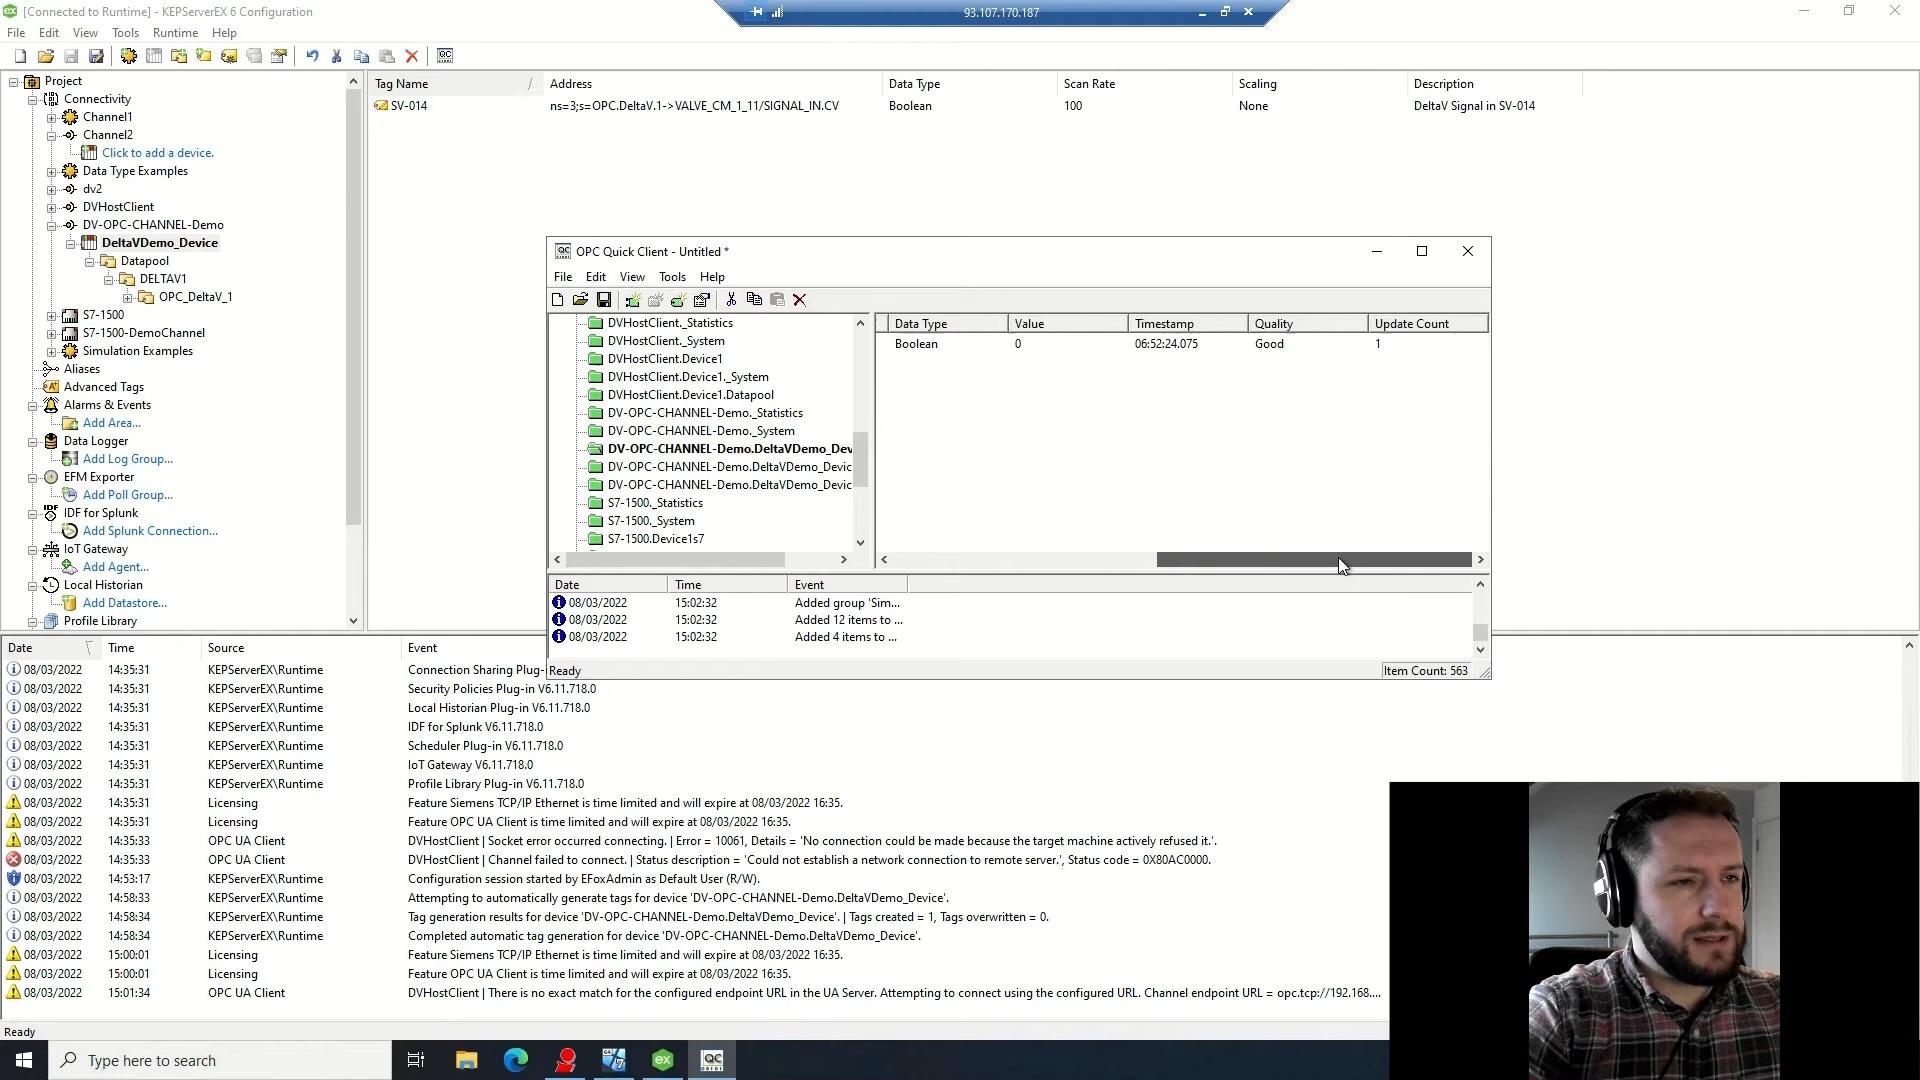 [Connected to Runtime] - KEPServerEX 6 Configuration
93.107.170.187
File Edit View Tools Runtime Help
Project
Connectivity
Channel1
Channel2
Click to add a device.
Data Type Examples
dv2
DVHostClient
DV-OPC-CHANNEL-Demo
DeltaVDemo_Device
Datapool
DELTAV1
OPC_DeltaV_1
S7-1500
S7-1500-DemoChannel
Simulation Examples
Aliases
Advanced Tags
Alarms & Events
Add Area...
Data Logger
Add Log Group...
EFM Exporter
Add Poll Group...
IDF for Splunk
Add Splunk Connection...
IoT Gateway
Add Agent...
Local Historian
Add Datastore...
Profile Library
Tag Name Address Data Type Scan Rate Scaling Description
SV-014 ns=3;s=OPC.DeltaV.1->VALVE_CM_1_11/SIGNAL_IN.CV Boolean 100 None DeltaV Signal in SV-014
OPC Quick Client - Untitled *
File Edit View Tools Help
DVHostClient._Statistics
DVHostClient._System
DVHostClient.Device1
DVHostClient.Device1._System
DVHostClient.Device1.Datapool
DV-OPC-CHANNEL-Demo._Statistics
DV-OPC-CHANNEL-Demo._System
DV-OPC-CHANNEL-Demo.DeltaVDemo_Dev
DV-OPC-CHANNEL-Demo.DeltaVDemo_Devic
DV-OPC-CHANNEL-Demo.DeltaVDemo_Devic
S7-1500._Statistics
S7-1500._System
S7-1500.Device1s7
Data Type Value Timestamp Quality Update Count
Boolean 0 06:52:24.075 Good 1
Date Time Event
08/03/2022 15:02:32 Added group 'Sim...
08/03/2022 15:02:32 Added 12 items to ...
08/03/2022 15:02:32 Added 4 items to ...
Ready Item Count: 563
Date Time Source Event
08/03/2022 14:35:31 KEPServerEX\Runtime Connection Sharing Plug-
08/03/2022 14:35:31 KEPServerEX\Runtime Security Policies Plug-in V6.11.718.0
08/03/2022 14:35:31 KEPServerEX\Runtime Local Historian Plug-in V6.11.718.0
08/03/2022 14:35:31 KEPServerEX\Runtime IDF for Splunk V6.11.718.0
08/03/2022 14:35:31 KEPServerEX\Runtime Scheduler Plug-in V6.11.718.0
08/03/2022 14:35:31 KEPServerEX\Runtime IoT Gateway V6.11.718.0
08/03/2022 14:35:31 KEPServerEX\Runtime Profile Library Plug-in V6.11.718.0
08/03/2022 14:35:31 Licensing Feature Siemens TCP/IP Ethernet is time limited and will expire at 08/03/2022 16:35.
08/03/2022 14:35:31 Licensing Feature OPC UA Client is time limited and will expire at 08/03/2022 16:35.
08/03/2022 14:35:33 OPC UA Client DVHostClient | Socket error occurred connecting. | Error = 10061, Details = 'No connection could be made because the target machine actively refused it.'.
08/03/2022 14:35:33 OPC UA Client DVHostClient | Channel failed to connect. | Status description = 'Could not establish a network connection to remote server.', Status code = 0X80AC0000.
08/03/2022 14:53:17 KEPServerEX\Runtime Configuration session started by EFoxAdmin as Default User (R/W).
08/03/2022 14:58:33 KEPServerEX\Runtime Attempting to automatically generate tags for device 'DV-OPC-CHANNEL-Demo.DeltaVDemo_Device'.
08/03/2022 14:58:34 KEPServerEX\Runtime Tag generation results for device 'DV-OPC-CHANNEL-Demo.DeltaVDemo_Device'. | Tags created = 1, Tags overwritten = 0.
08/03/2022 14:58:34 KEPServerEX\Runtime Completed automatic tag generation for device 'DV-OPC-CHANNEL-Demo.DeltaVDemo_Device'.
08/03/2022 15:00:01 Licensing Feature Siemens TCP/IP Ethernet is time limited and will expire at 08/03/2022 16:35.
08/03/2022 15:00:01 Licensing Feature OPC UA Client is time limited and will expire at 08/03/2022 16:35.
08/03/2022 15:01:34 OPC UA Client DVHostClient | There is no exact match for the configured endpoint URL in the UA Server. Attempting to connect using the configured URL. Channel endpoint URL = opc.tcp://192.168....
Ready
Type here to search